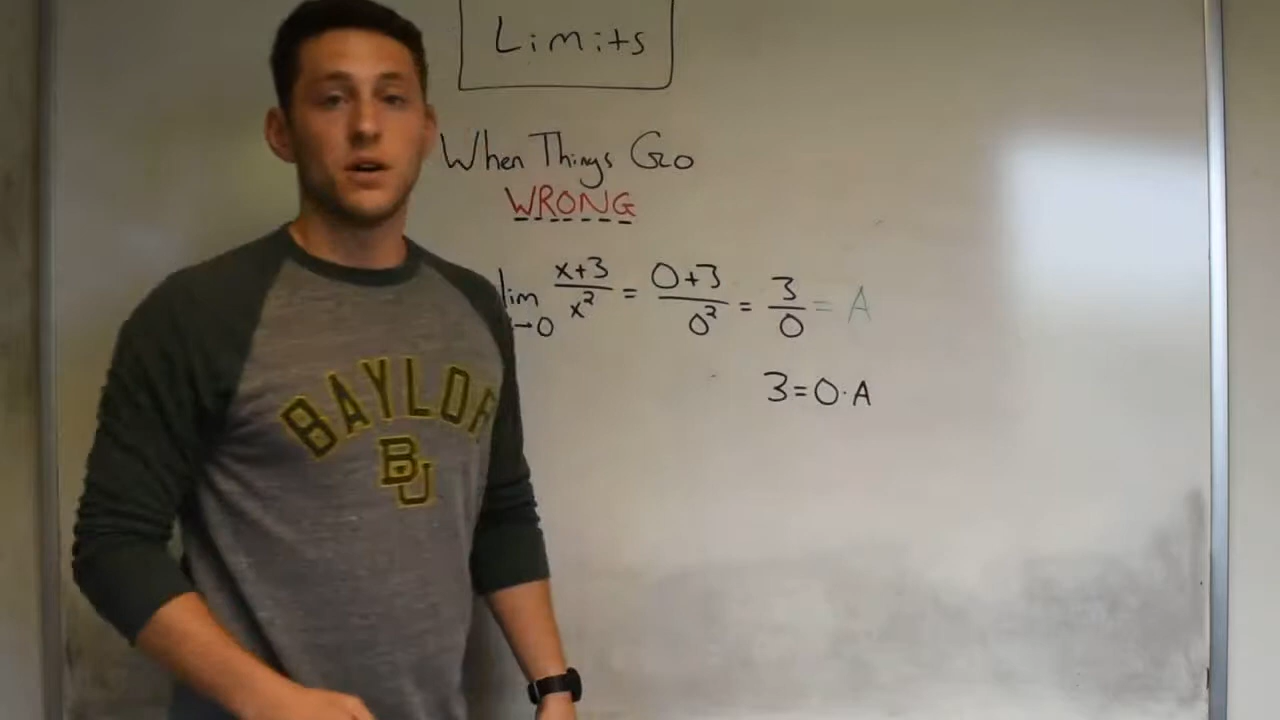 Limits
When Things Go
WRONG
lim x+3 / x² = 0+3 / 0² = 3 / 0 = A
→0
3=0·A
BAYLOR
BU